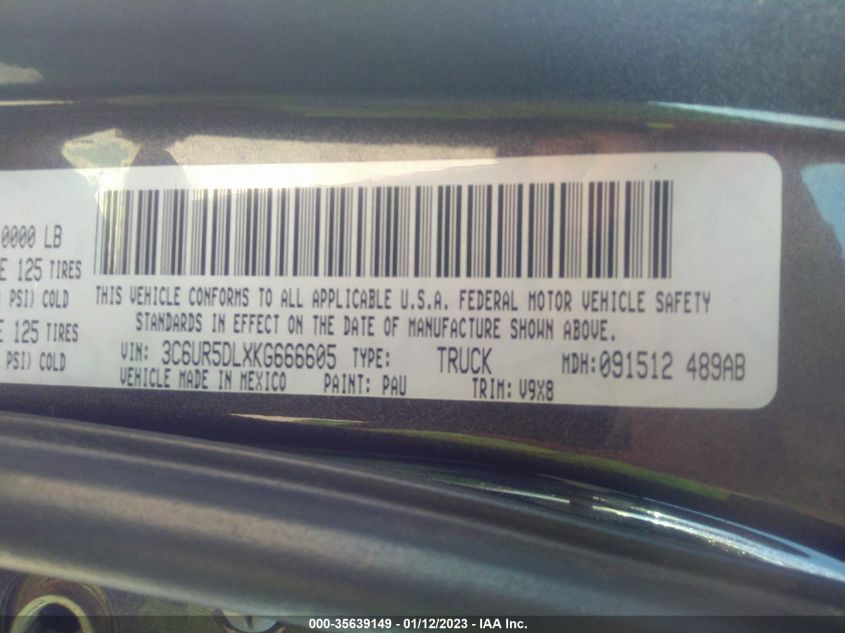 0000 LB
E 125 TIRES
PSI) COLD
E 125 TIRES
PSI) COLD
THIS VEHICLE CONFORMS TO ALL APPLICABLE U.S.A. FEDERAL MOTOR VEHICLE SAFETY
STANDARDS IN EFFECT ON THE DATE OF MANUFACTURE SHOWN ABOVE.
VIN: 3C6UR5DLXKG666605 TYPE: TRUCK MDH:091512 489AB
VEHICLE MADE IN MEXICO PAINT: PAU TRIM: V9X8
000-35639149 - 01/12/2023 - IAA Inc.